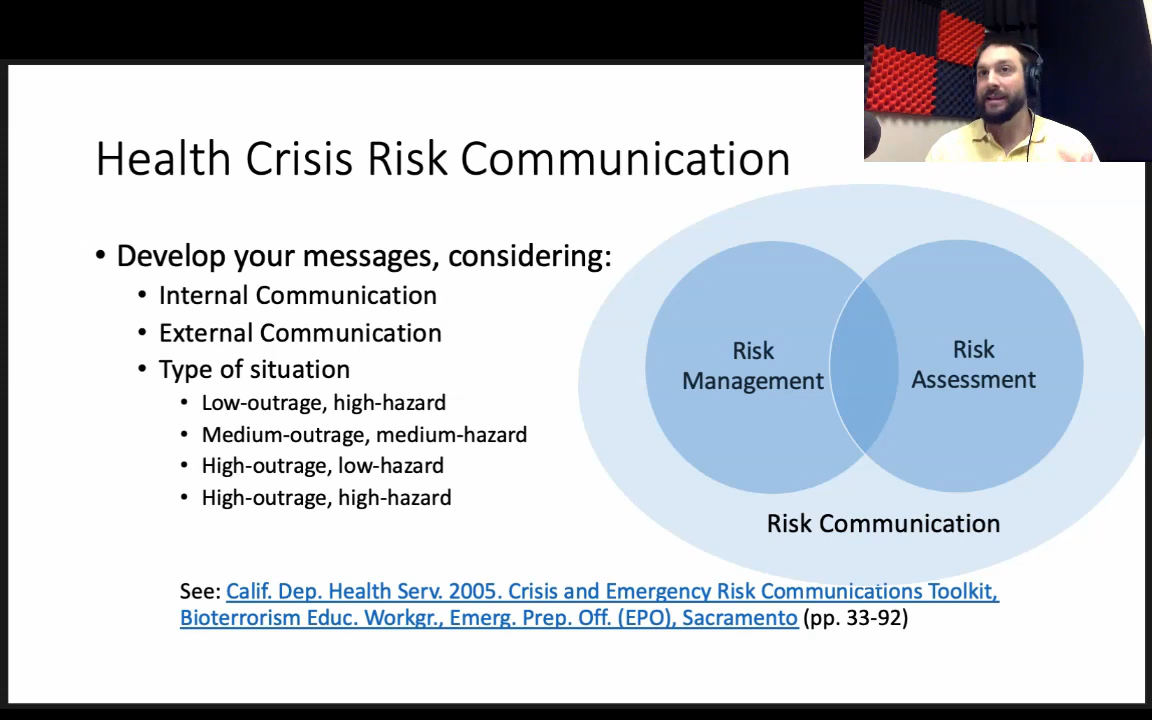 Health Crisis Risk Communication
• Develop your messages, considering:
• Internal Communication
• External Communication
• Type of situation
• Low-outrage, high-hazard
• Medium-outrage, medium-hazard
• High-outrage, low-hazard
• High-outrage, high-hazard
Risk
Management
Risk
Assessment
Risk Communication
See: Calif. Dep. Health Serv. 2005. Crisis and Emergency Risk Communications Toolkit,
Bioterrorism Educ. Workgr., Emerg. Prep. Off. (EPO), Sacramento (pp. 33-92)